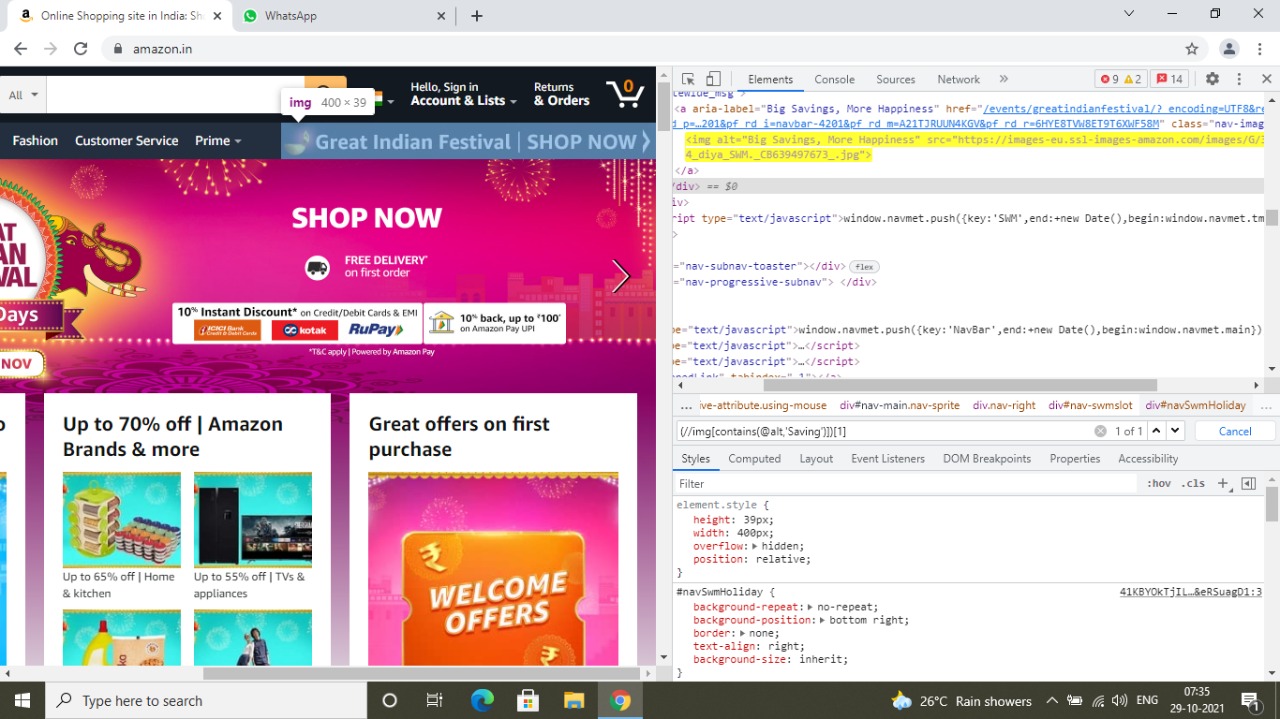 Online Shopping site in India: Sh
WhatsApp
amazon.in
All
Hello, Sign in
Account & Lists
Returns
& Orders
0
img 400 × 39
Fashion Customer Service Prime
Great Indian Festival | SHOP NOW
AT
AN
VAL
Days
NOV
SHOP NOW
FREE DELIVERY*
on first order
10% Instant Discount* on Credit/Debit Cards & EMI
ICICI Bank
Credit & Debit Cards
kotak
RuPay
10% back, up to ₹100*
on Amazon Pay UPI
*T&C apply | Powered by Amazon Pay
Up to 70% off | Amazon
Brands & more
Up to 65% off | Home
& kitchen
Up to 55% off | TVs &
appliances
Great offers on first
purchase
WELCOME
OFFERS
Elements Console Sources Network
9 2 14
itewide_msg">
<a aria-label="Big Savings, More Happiness" href="/events/greatindianfestival/?_encoding=UTF8&re
d_p=…201&pf_rd_i=navbar-4201&pf_rd_m=A21TJRUUN4KGV&pf_rd_r=6HYE8TVW8ET9T6XWF58M" class="nav-imag
<img alt="Big Savings, More Happiness" src="https://images-eu.ssl-images-amazon.com/images/G/3
4_diya_SWM._CB639497673_.jpg">
</a>
/div> == $0
iv>
ript type="text/javascript">window.navmet.push({key:'SWM',end:+new Date(),begin:window.navmet.tm
>
="nav-subnav-toaster"></div> flex
="nav-progressive-subnav"> </div>
pe="text/javascript">window.navmet.push({key:'NavBar',end:+new Date(),begin:window.navmet.main})
pe="text/javascript">…</script>
pe="text/javascript">…</script>
… ive-attribute.using-mouse div#nav-main.nav-sprite div.nav-right div#nav-swmslot div#navSwmHoliday …
(//img[contains(@alt,'Saving')])[1]
1 of 1
Cancel
Styles Computed Layout Event Listeners DOM Breakpoints Properties Accessibility
Filter
:hov .cls
element.style {
height: 39px;
width: 400px;
overflow: hidden;
position: relative;
}
#navSwmHoliday {
41KBYOkTjIL…&eRSuagD1:3
background-repeat: no-repeat;
background-position: bottom right;
border: none;
text-align: right;
background-size: inherit;
}
Type here to search
26°C Rain showers
ENG
07:35
29-10-2021
1